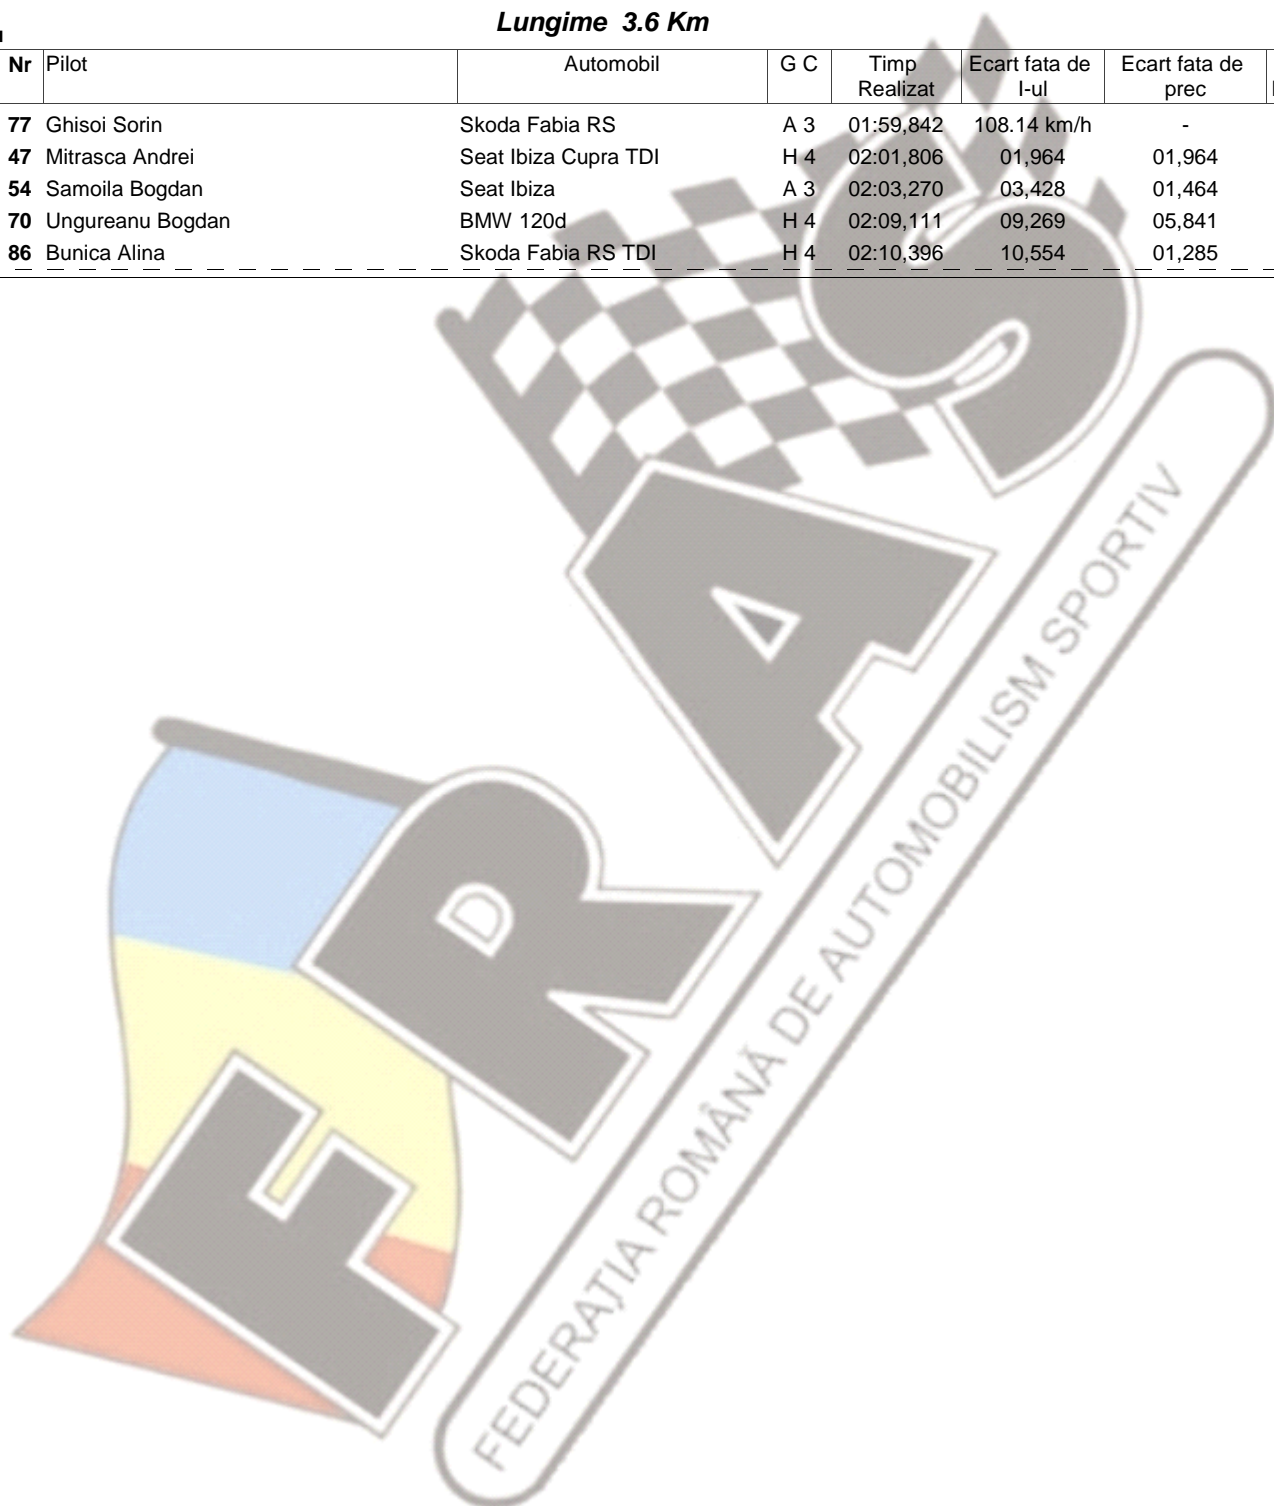 Lungime 3.6 Km
Nr Pilot Automobil G C Timp Realizat Ecart fata de I-ul Ecart fata de prec
77 Ghisoi Sorin Skoda Fabia RS A 3 01:59,842 108.14 km/h -
47 Mitrasca Andrei Seat Ibiza Cupra TDI H 4 02:01,806 01,964 01,964
54 Samoila Bogdan Seat Ibiza A 3 02:03,270 03,428 01,464
70 Ungureanu Bogdan BMW 120d H 4 02:09,111 09,269 05,841
86 Bunica Alina Skoda Fabia RS TDI H 4 02:10,396 10,554 01,285
FRAS
FEDERAȚIA ROMÂNĂ DE AUTOMOBILISM SPORTIV